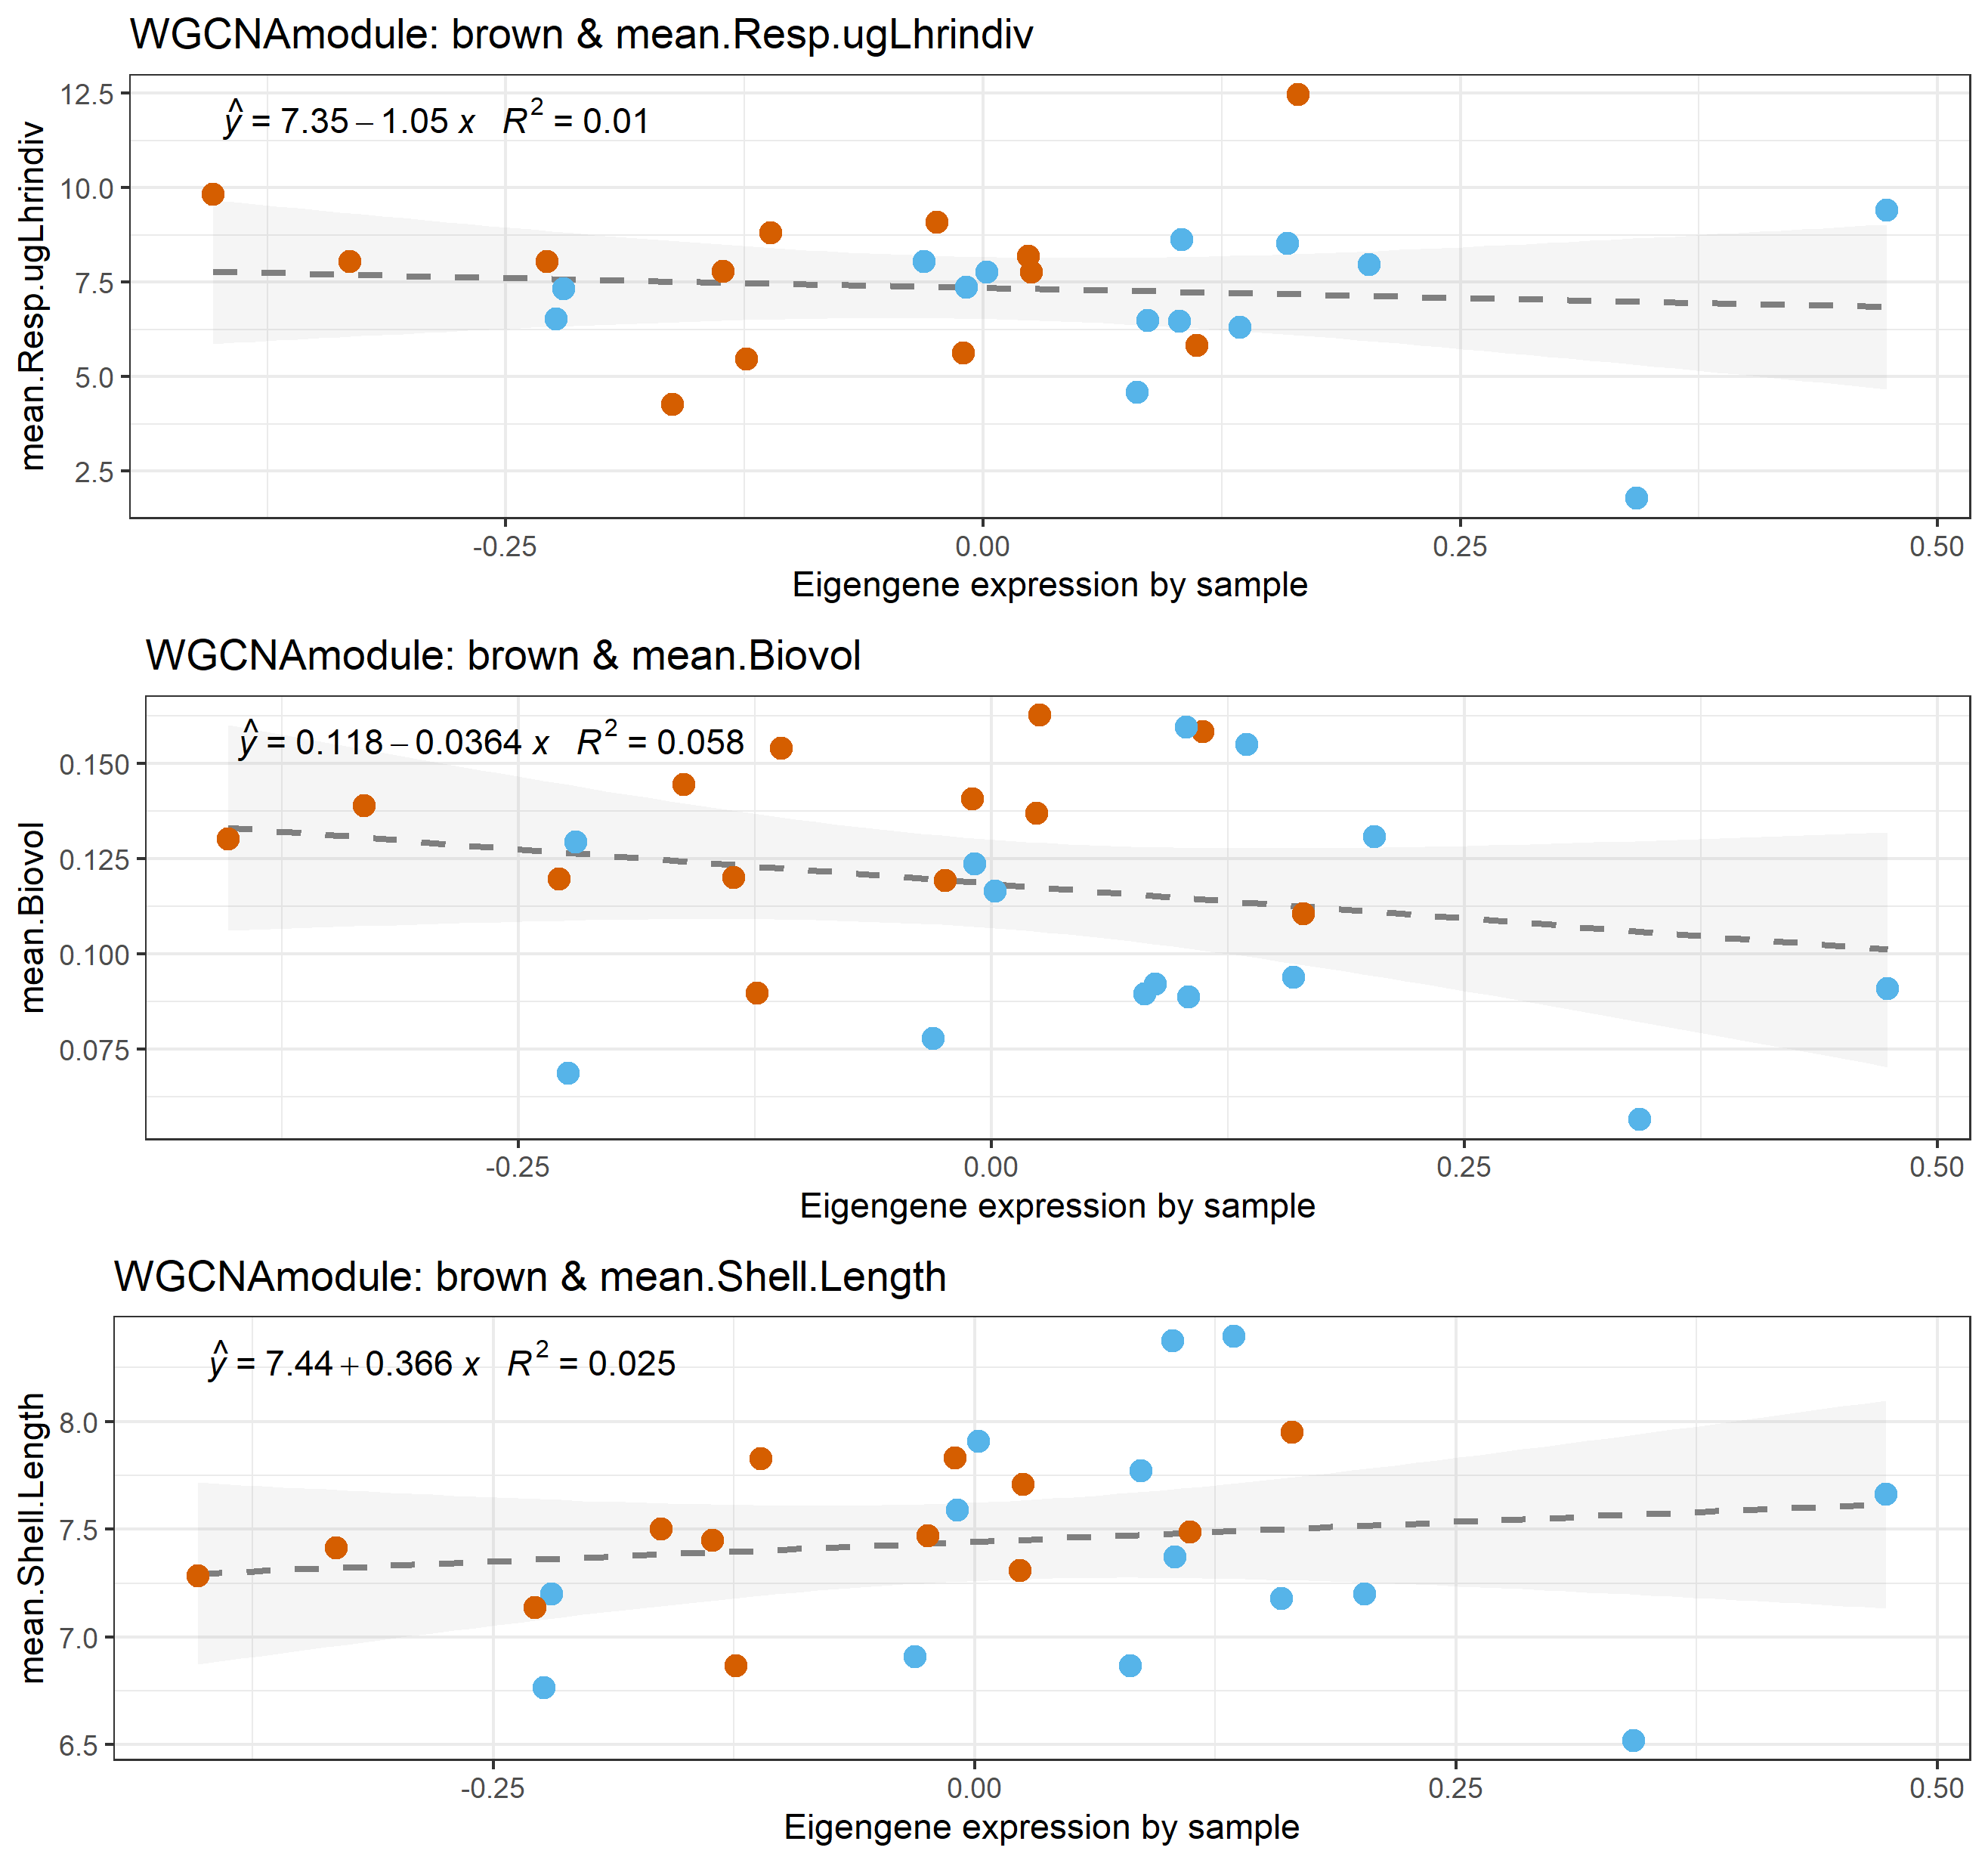 WGCNAmodule: brown & mean.Resp.ugLhrindiv
ŷ = 7.35 − 1.05 x R² = 0.01
mean.Resp.ugLhrindiv
12.5
10.0
7.5
5.0
2.5
-0.25 0.00 0.25 0.50
Eigengene expression by sample
WGCNAmodule: brown & mean.Biovol
ŷ = 0.118 − 0.0364 x R² = 0.058
mean.Biovol
0.150
0.125
0.100
0.075
-0.25 0.00 0.25 0.50
Eigengene expression by sample
WGCNAmodule: brown & mean.Shell.Length
ŷ = 7.44 + 0.366 x R² = 0.025
mean.Shell.Length
8.0
7.5
7.0
6.5
-0.25 0.00 0.25 0.50
Eigengene expression by sample